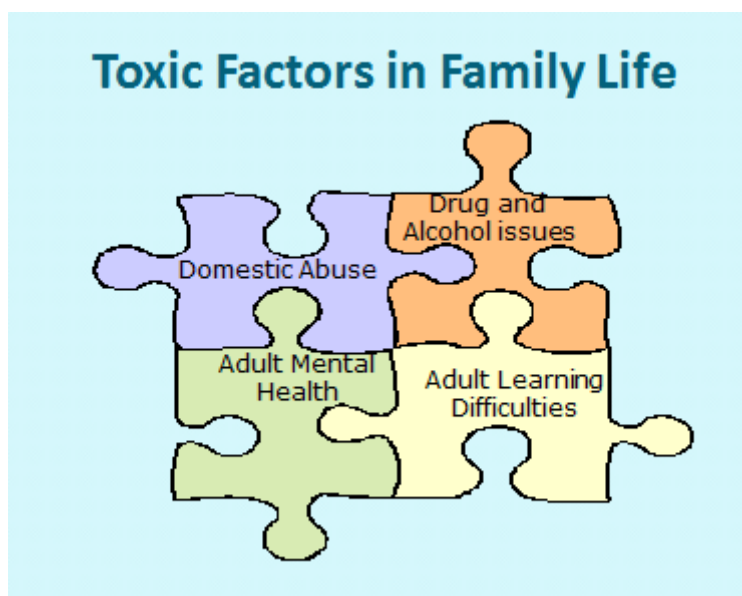 Toxic Factors in Family Life
Drug and
Alcohol issues
Domestic Abuse
Adult Mental
Health
Adult Learning
Difficulties